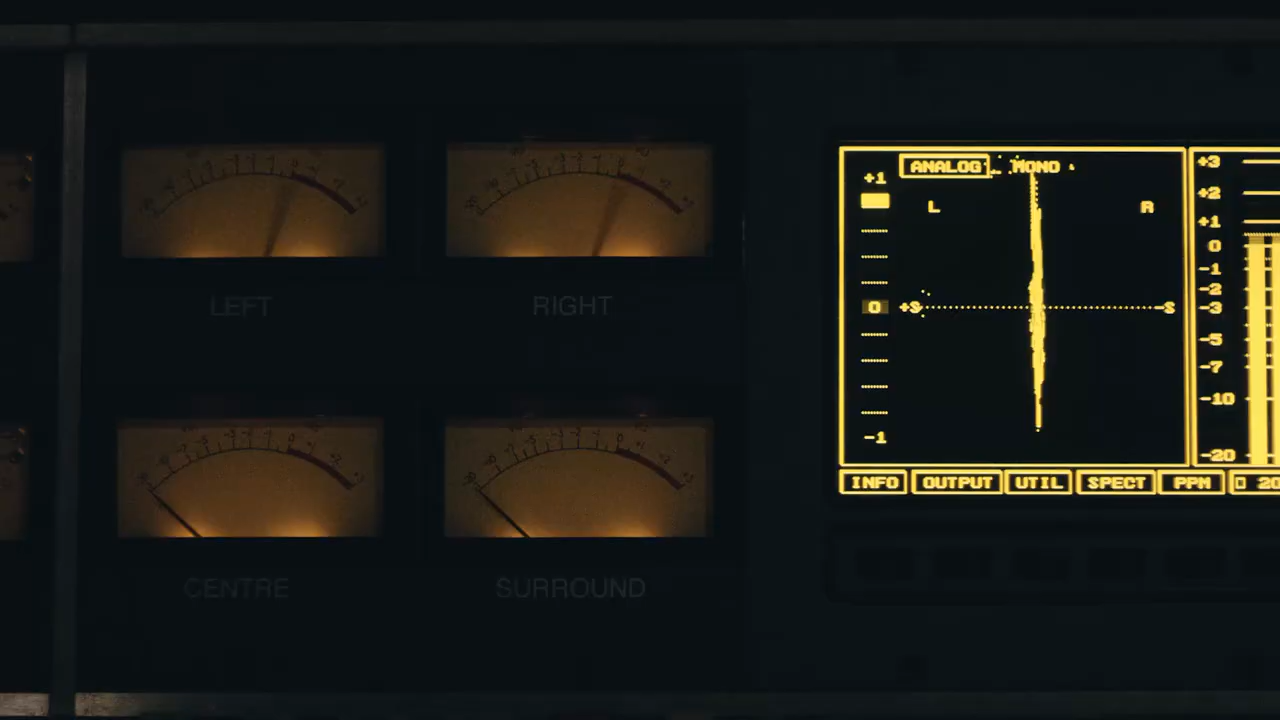 LEFT
RIGHT
CENTRE
SURROUND
ANALOG
MONO
+1
L
R
0
+S
-S
-1
+3
+2
+1
0
-1
-2
-3
-5
-7
-10
-20
INFO
OUTPUT
UTIL
SPECT
PPM
20